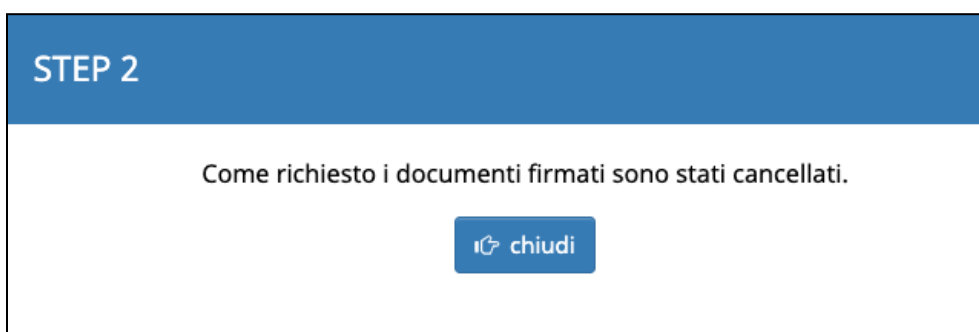 STEP 2
Come richiesto i documenti firmati sono stati cancellati.
chiudi